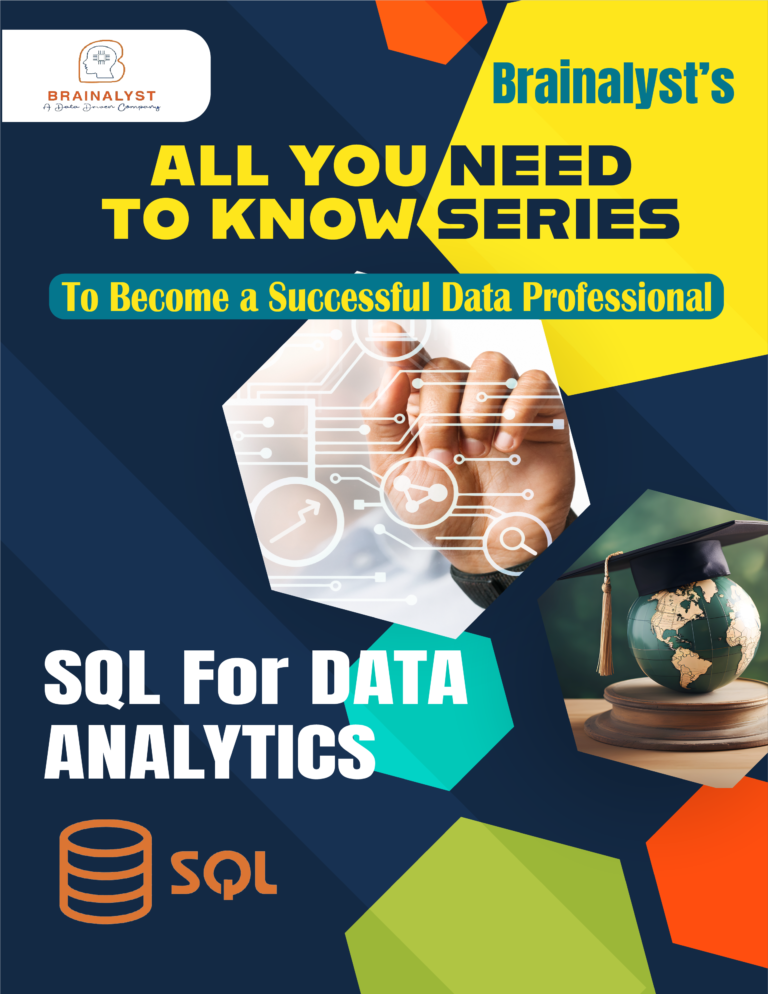 BRAINALYST
A Data Driven Company
Brainalyst's
ALL YOU NEED
TO KNOW SERIES
To Become a Successful Data Professional
SQL For DATA
ANALYTICS
SQL